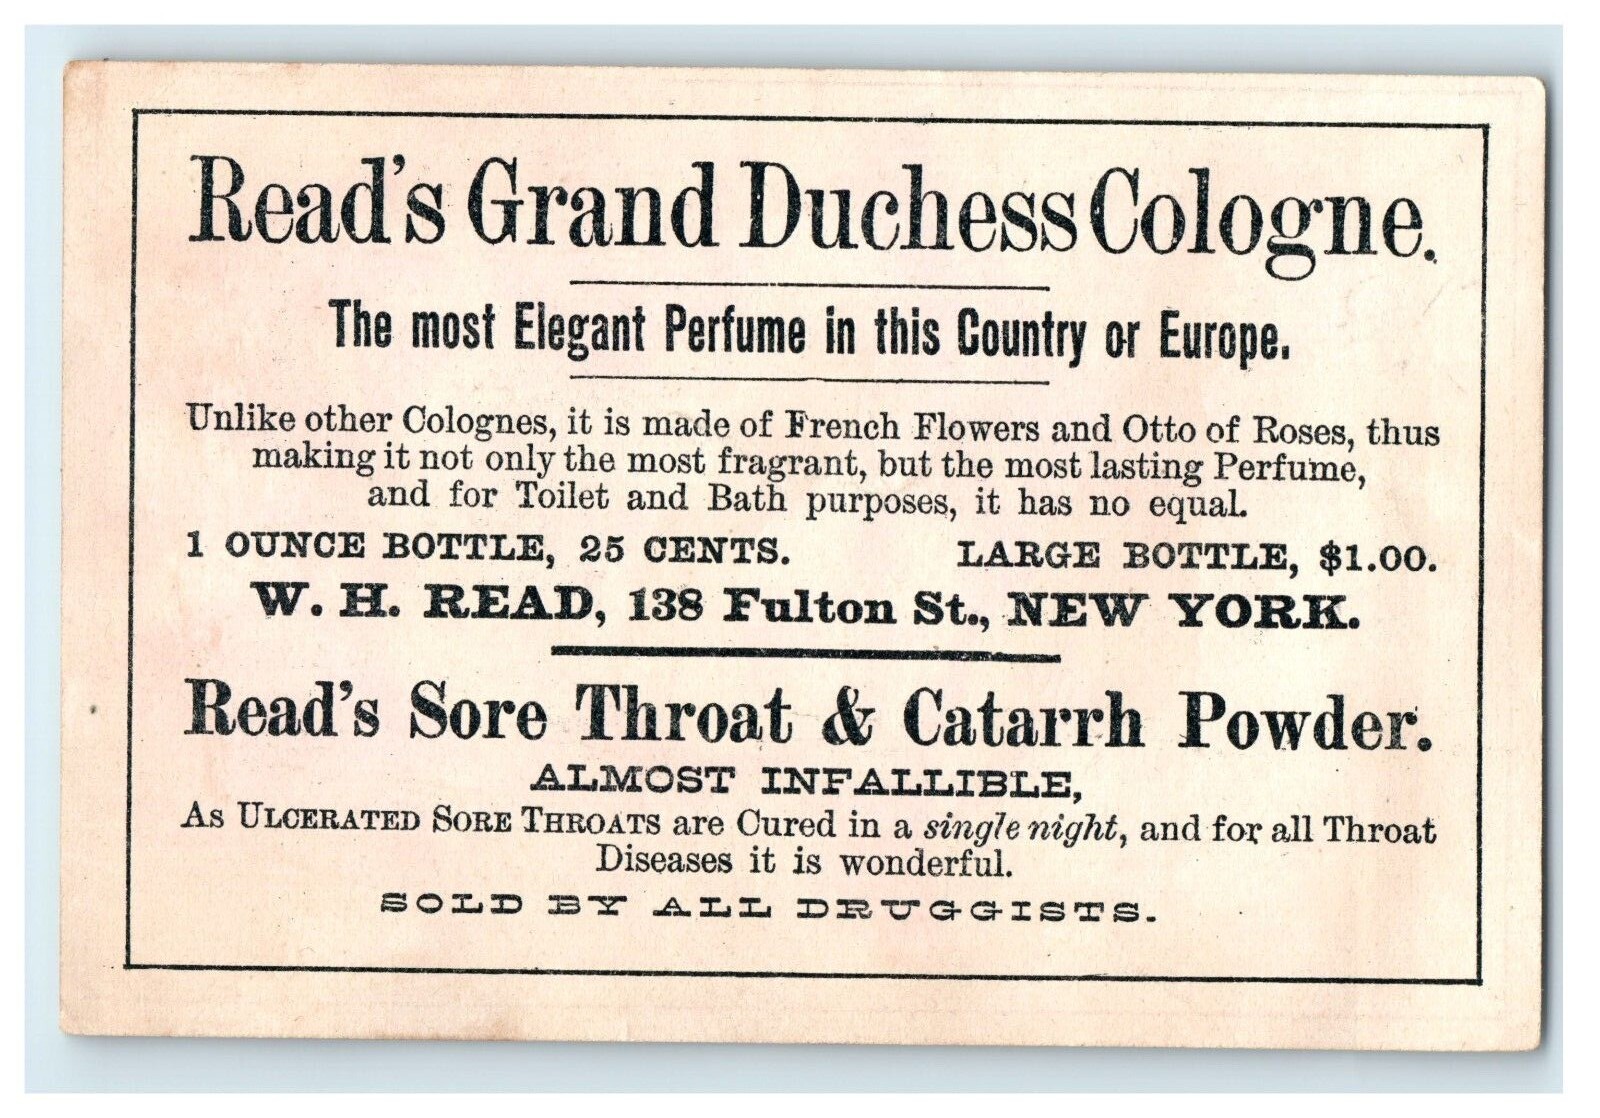 Read's Grand Duchess Cologne.
The most Elegant Perfume in this Country or Europe.
Unlike other Colognes, it is made of French Flowers and Otto of Roses, thus
making it not only the most fragrant, but the most lasting Perfume,
and for Toilet and Bath purposes, it has no equal.
1 OUNCE BOTTLE, 25 CENTS. LARGE BOTTLE, $1.00.
W. H. READ, 138 Fulton St., NEW YORK.
Read's Sore Throat & Catarrh Powder.
ALMOST INFALLIBLE,
As ULCERATED SORE THROATS are Cured in a single night, and for all Throat
Diseases it is wonderful.
SOLD BY ALL DRUGGISTS.